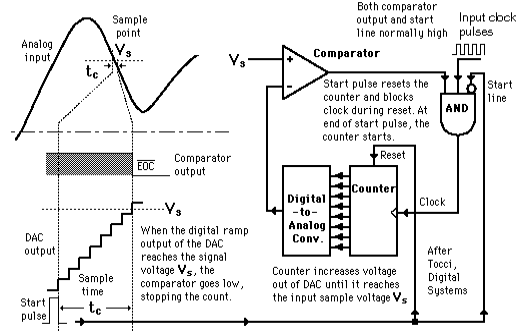 Analog
input
Sample
point
Vs
tc
EOC
Comparator
output
Vs
DAC
output
Sample
time
tc
Start
pulse
When the digital ramp
output of the DAC
reaches the signal
voltage Vs, the
comparator goes low,
stopping the count.
Both comparator
output and start
line normally high
Input clock
pulses
Vs
+
-
Comparator
Start pulse resets the
counter and blocks
clock during reset. At
end of start pulse, the
counter starts.
AND
Start
line
Reset
Digital
-to-
Analog
Conv.
Counter
Clock
Counter increases voltage
out of DAC until it reaches
the input sample voltage Vs
After
Tocci,
Digital
Systems